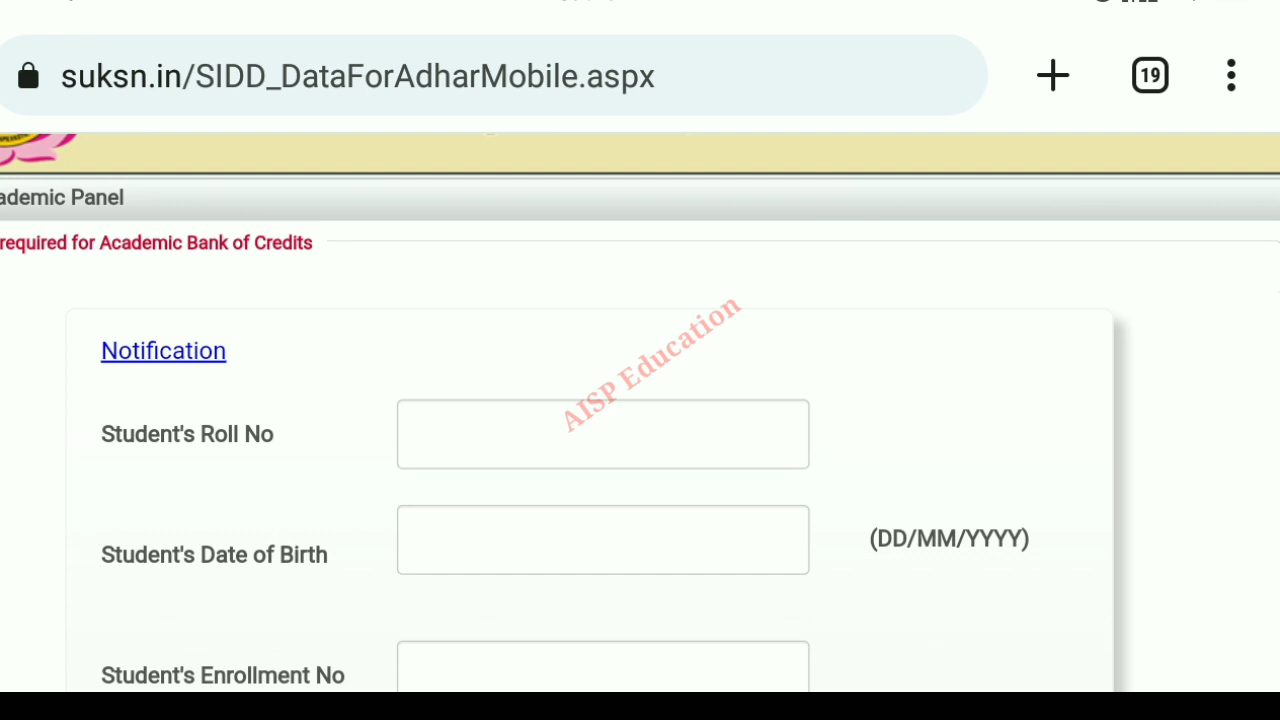 suksn.in/SIDD_DataForAdharMobile.aspx
19
ademic Panel
required for Academic Bank of Credits
Notification
AISP Education
Student's Roll No
Student's Date of Birth
(DD/MM/YYYY)
Student's Enrollment No